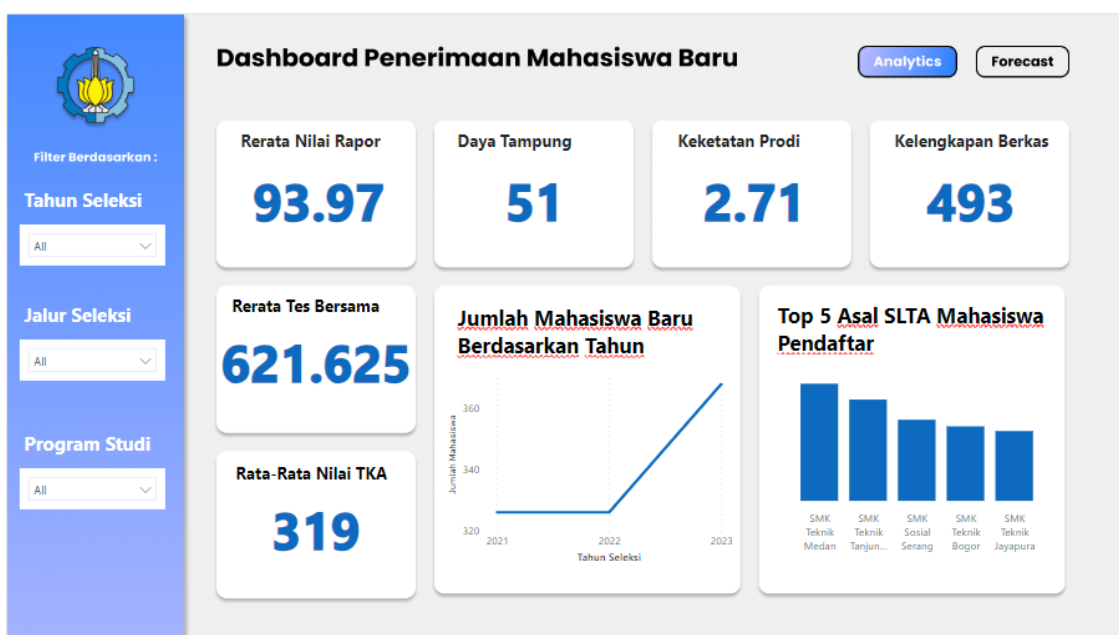 Dashboard Penerimaan Mahasiswa Baru
Analytics
Forecast
Filter Berdasarkan :
Tahun Seleksi
All
Jalur Seleksi
All
Program Studi
All
Rerata Nilai Rapor
93.97
Daya Tampung
51
Keketatan Prodi
2.71
Kelengkapan Berkas
493
Rerata Tes Bersama
621.625
Rata-Rata Nilai TKA
319
Jumlah Mahasiswa Baru
Berdasarkan Tahun
Jumlah Mahasiswa
360
340
320
2021
2022
2023
Tahun Seleksi
Top 5 Asal SLTA Mahasiswa
Pendaftar
SMK
Teknik
Medan
SMK
Teknik
Tanjun...
SMK
Sosial
Serang
SMK
Teknik
Bogor
SMK
Teknik
Jayapura